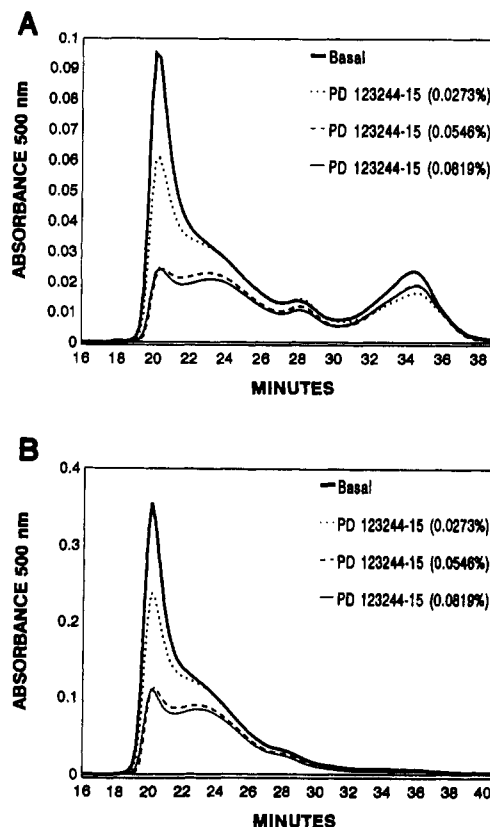 A
ABSORBANCE 500 nm
0.1
0.09
0.08
0.07
0.06
0.05
0.04
0.03
0.02
0.01
0
Basal
PD 123244-15 (0.0273%)
PD 123244-15 (0.0546%)
PD 123244-15 (0.0819%)
16 18 20 22 24 26 28 30 32 34 36 38
MINUTES
B
ABSORBANCE 500 nm
0.4
0.3
0.2
0.1
0
Basal
PD 123244-15 (0.0273%)
PD 123244-15 (0.0546%)
PD 123244-15 (0.0819%)
16 18 20 22 24 26 28 30 32 34 36 38 40
MINUTES